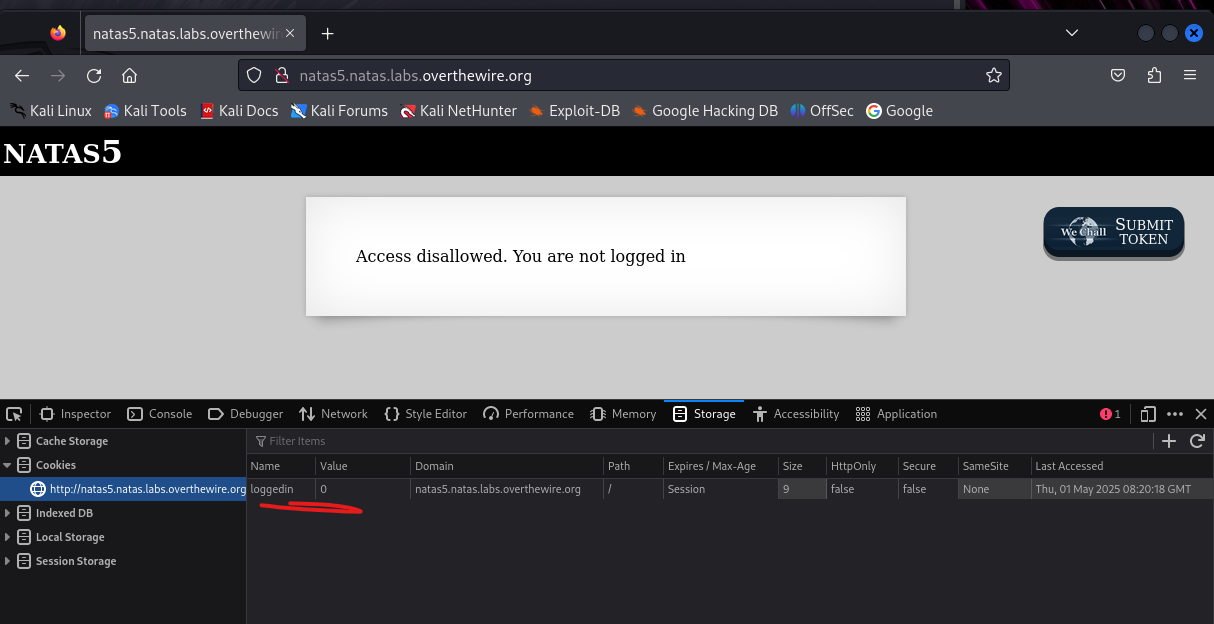 natas5.natas.labs.overthewir
natas5.natas.labs.overthewire.org
Kali Linux Kali Tools Kali Docs Kali Forums Kali NetHunter Exploit-DB Google Hacking DB OffSec Google
NATAS5
Access disallowed. You are not logged in
We Chall SUBMIT TOKEN
Inspector Console Debugger Network Style Editor Performance Memory Storage Accessibility Application 1
Cache Storage
Filter Items
Cookies
Name Value Domain Path Expires / Max-Age Size HttpOnly Secure SameSite Last Accessed
http://natas5.natas.labs.overthewire.org
loggedin 0 natas5.natas.labs.overthewire.org / Session 9 false false None Thu, 01 May 2025 08:20:18 GMT
Indexed DB
Local Storage
Session Storage